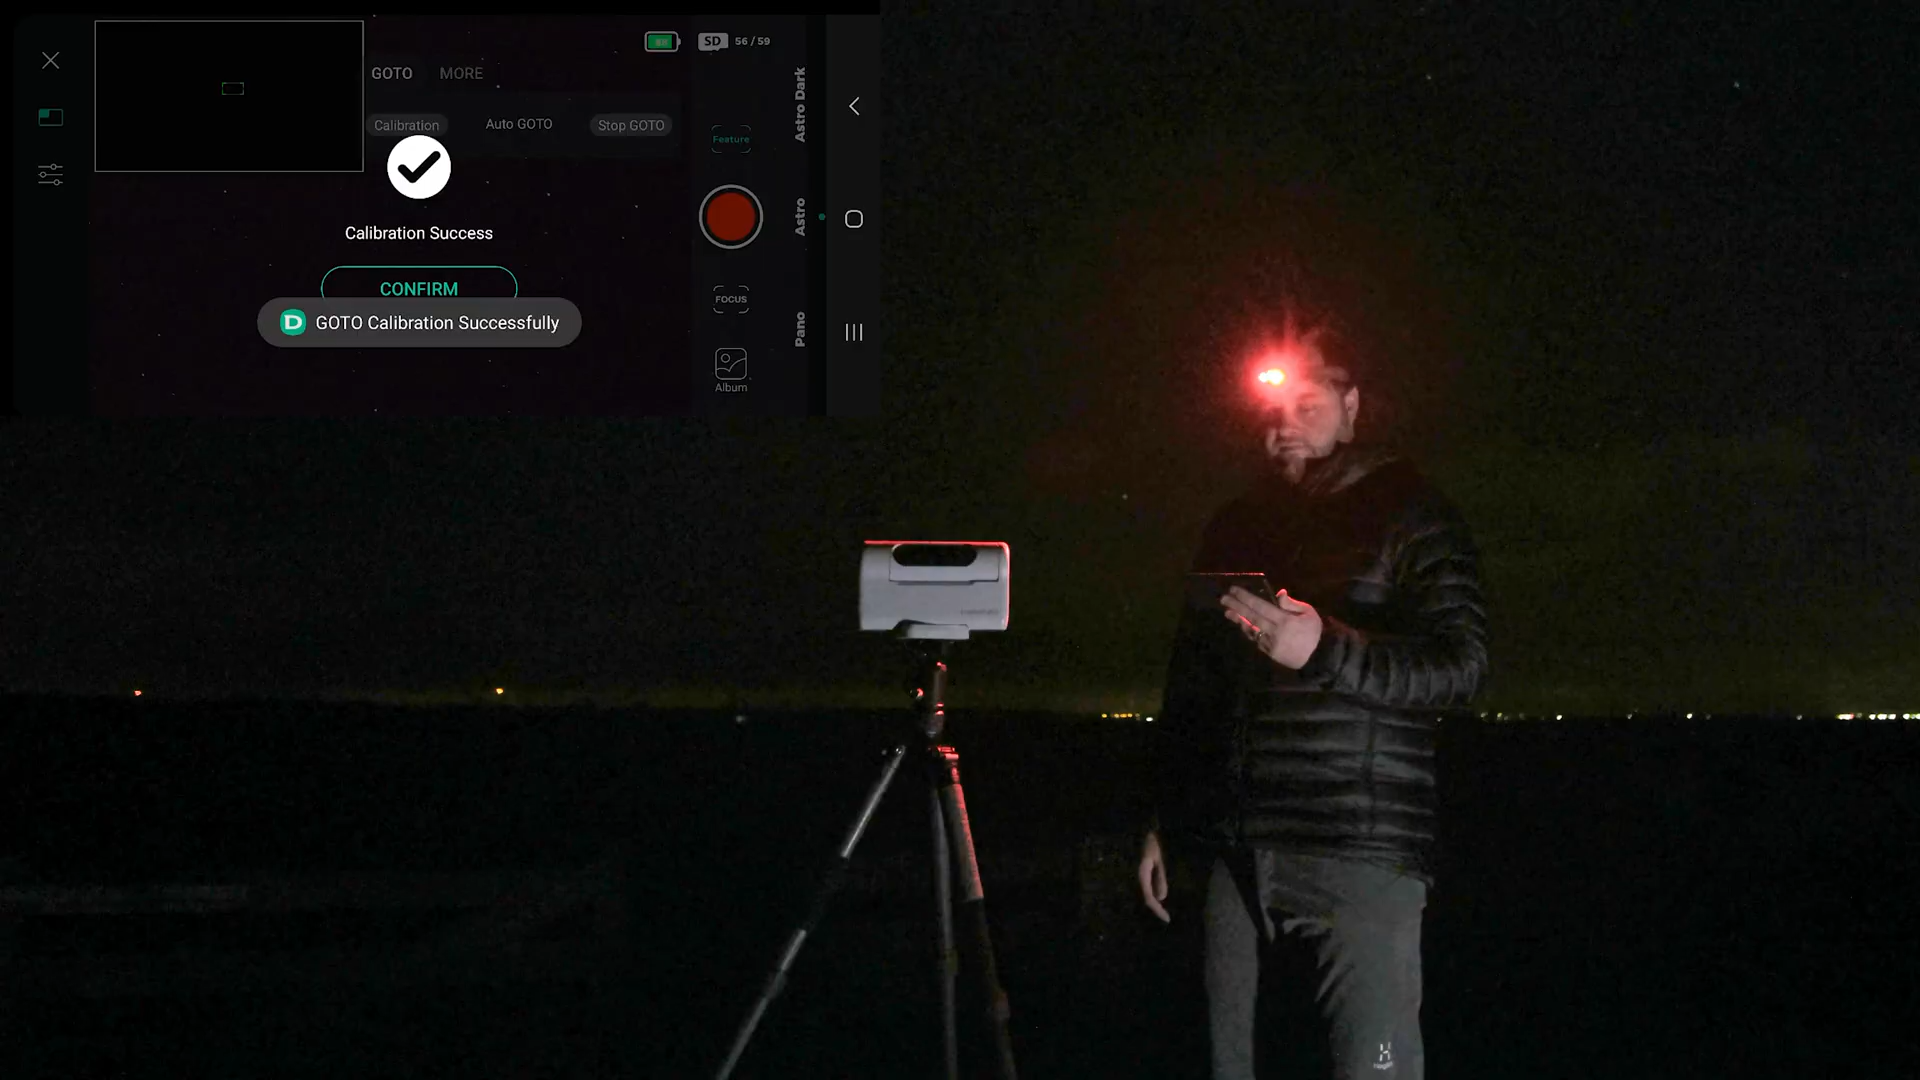 SD 56 / 59
GOTO MORE
Calibration Auto GOTO Stop GOTO
Calibration Success
CONFIRM
GOTO Calibration Successfully
Feature
FOCUS
Album
Astro Dark
Astro
Pano